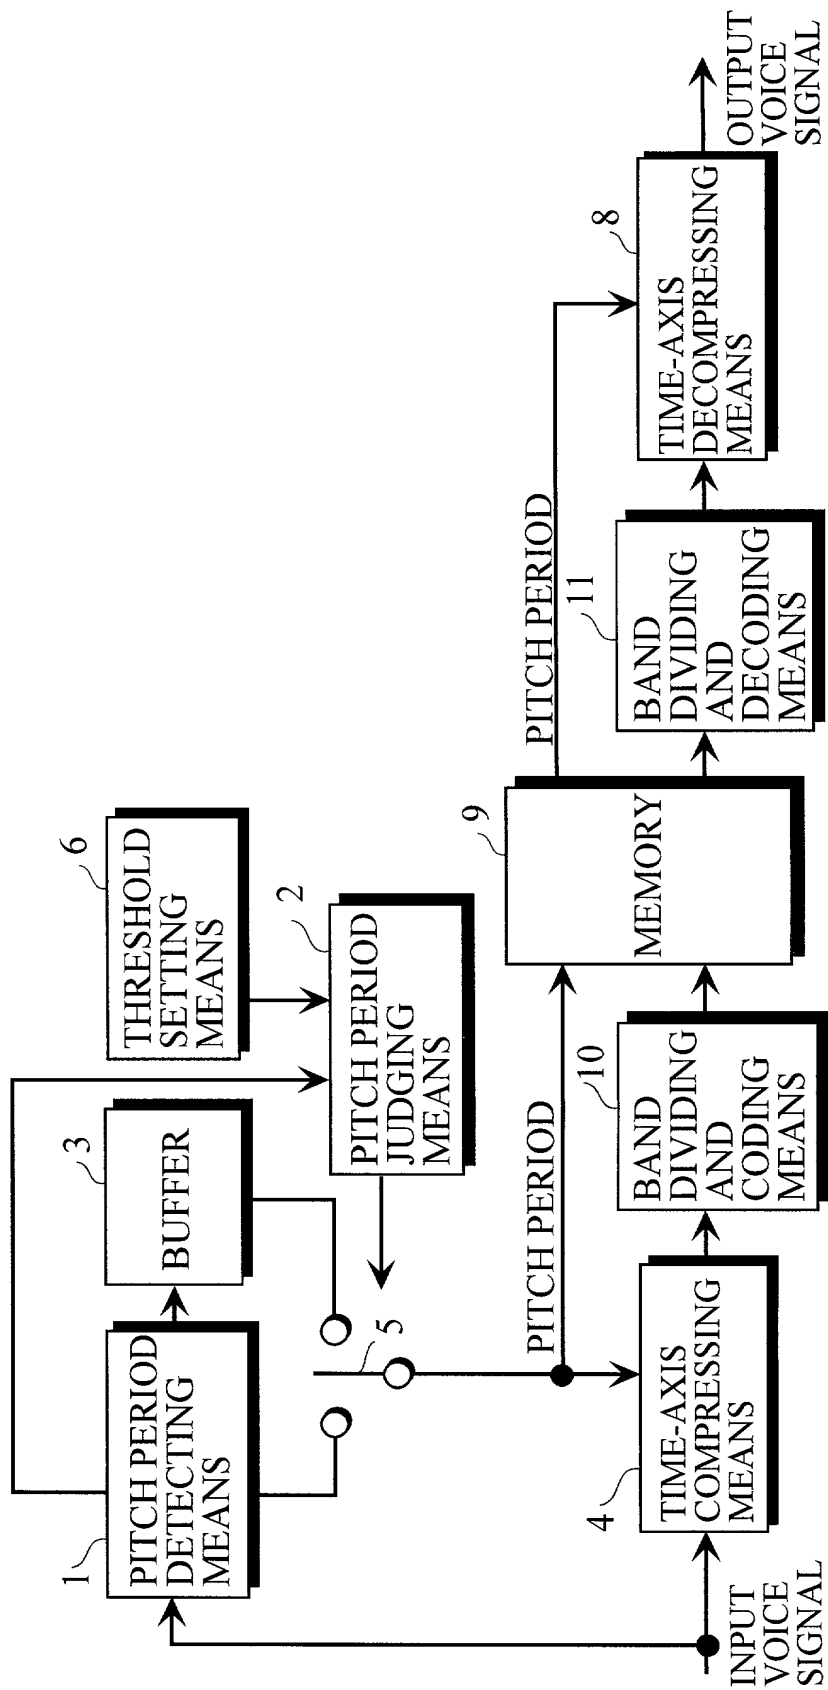 1
PITCH PERIOD
DETECTING
MEANS
3
BUFFER
6
THRESHOLD
SETTING
MEANS
2
PITCH PERIOD
JUDGING
MEANS
5
PITCH PERIOD
PITCH PERIOD
INPUT
VOICE
SIGNAL
4
TIME-AXIS
COMPRESSING
MEANS
10
BAND
DIVIDING
AND
CODING
MEANS
9
MEMORY
11
BAND
DIVIDING
AND
DECODING
MEANS
8
TIME-AXIS
DECOMPRESSING
MEANS
OUTPUT
VOICE
SIGNAL